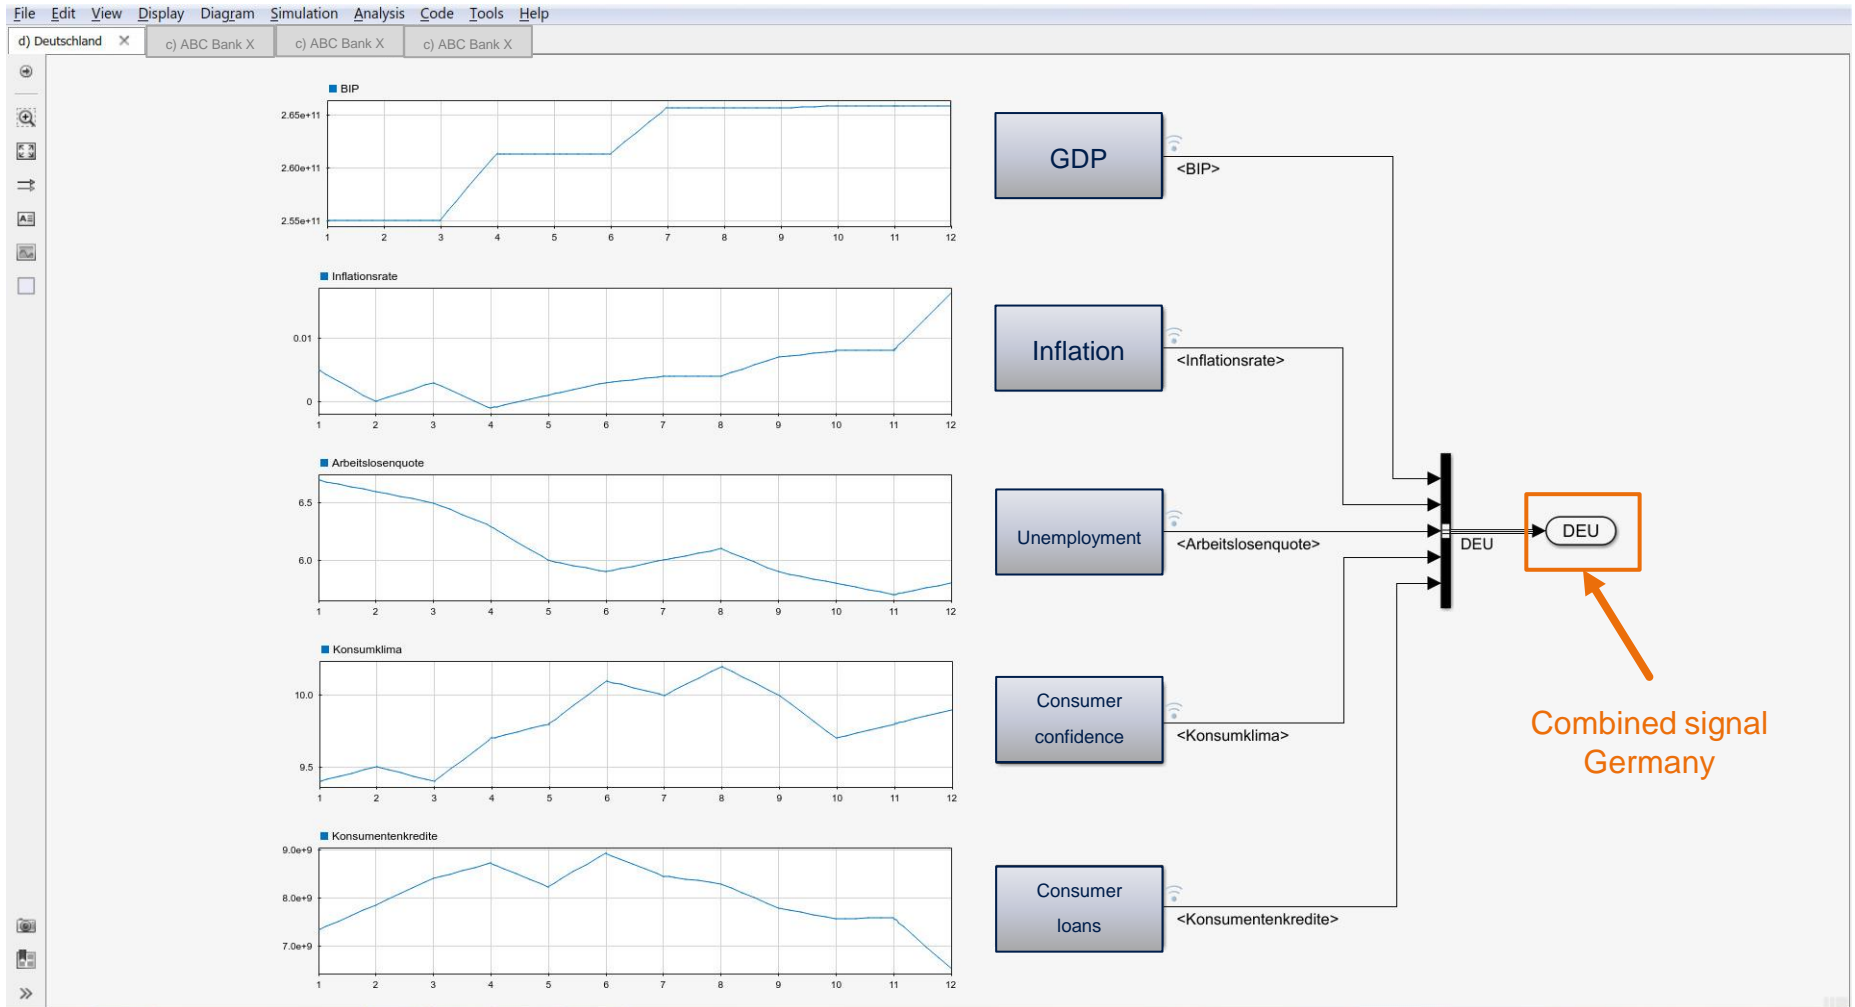 File Edit View Display Diagram Simulation Analysis Code Tools Help
d) Deutschland ✕ c) ABC Bank X c) ABC Bank X c) ABC Bank X
BIP
2.65e+11
2.60e+11
2.55e+11
1 2 3 4 5 6 7 8 9 10 11 12
GDP
<BIP>
Inflationsrate
0.01
0
1 2 3 4 5 6 7 8 9 10 11 12
Inflation
<Inflationsrate>
Arbeitslosenquote
6.5
6.0
1 2 3 4 5 6 7 8 9 10 11 12
Unemployment
<Arbeitslosenquote>
DEU
DEU
Konsumklima
10.0
9.5
1 2 3 4 5 6 7 8 9 10 11 12
Consumer
confidence
<Konsumklima>
Combined signal
Germany
Konsumentenkredite
9.0e+9
8.0e+9
7.0e+9
1 2 3 4 5 6 7 8 9 10 11 12
Consumer
loans
<Konsumentenkredite>